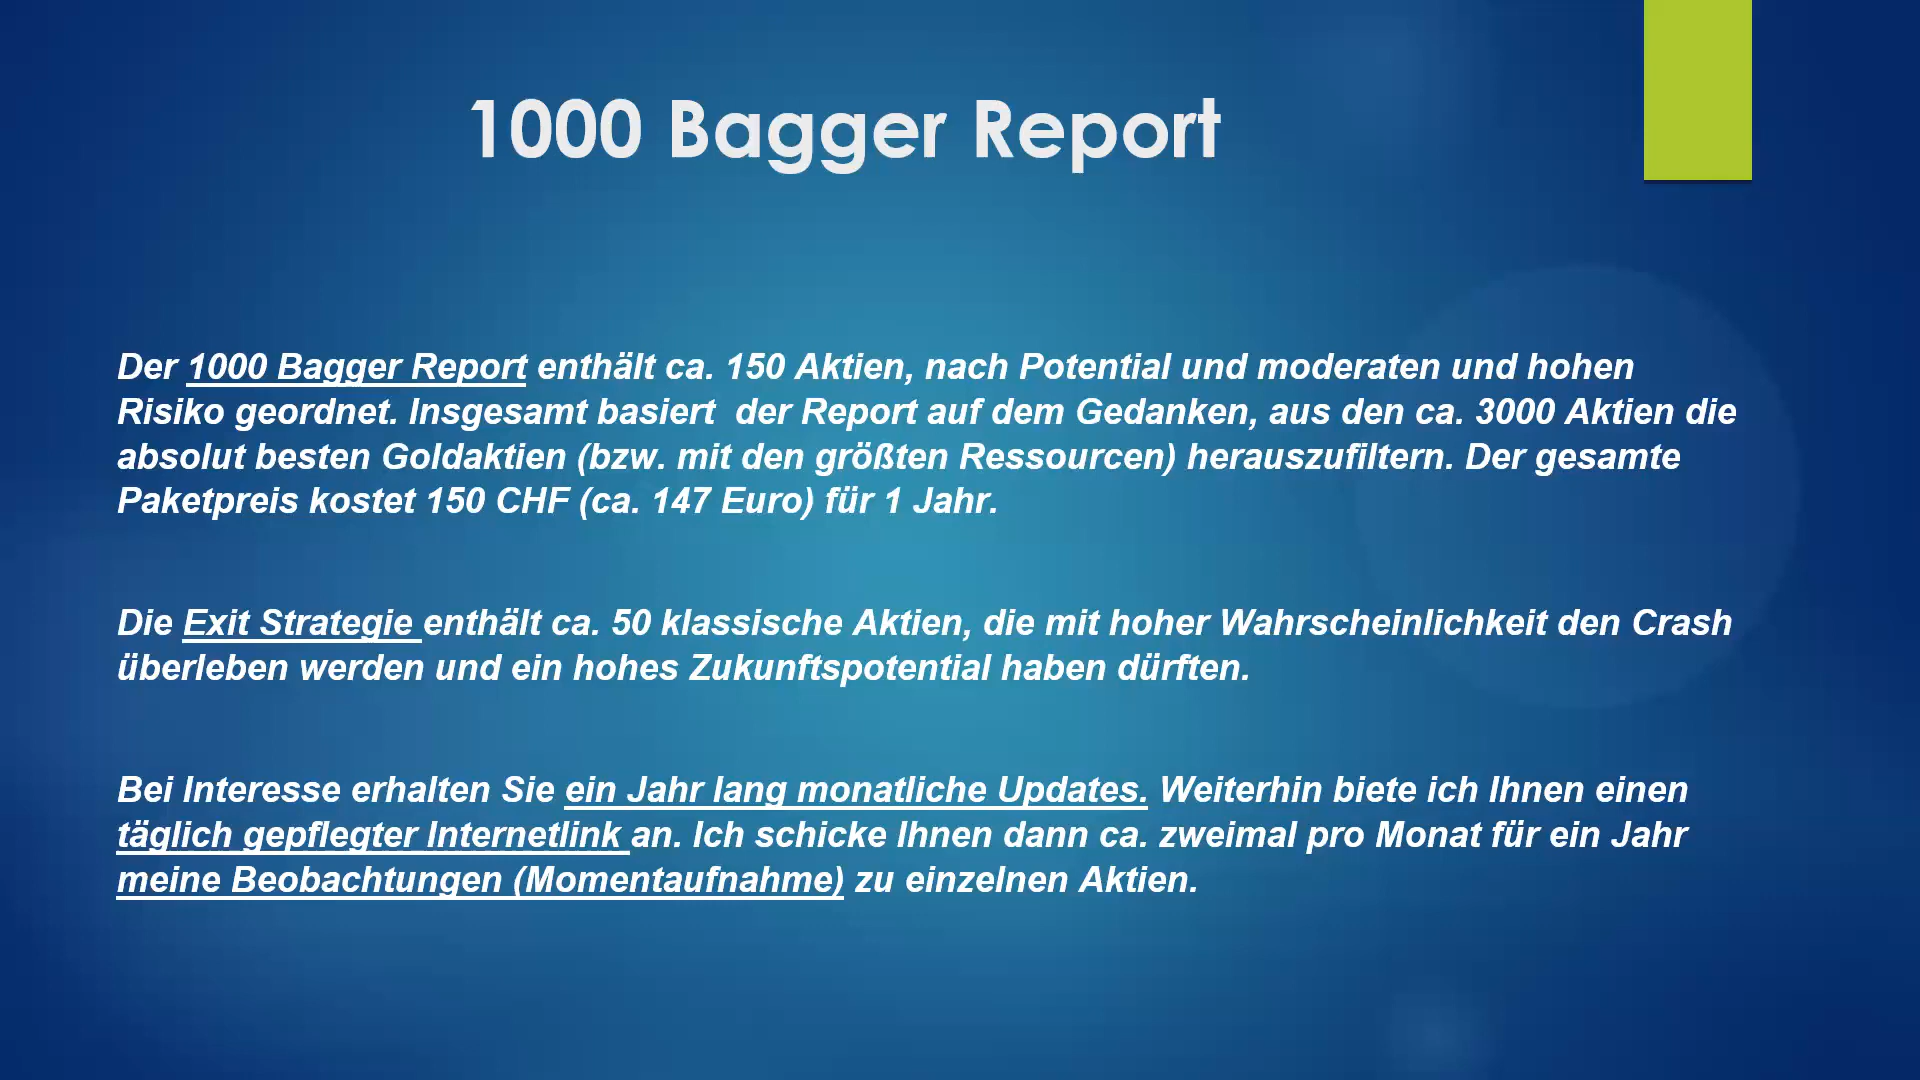 1000 Bagger Report
Der 1000 Bagger Report enthält ca. 150 Aktien, nach Potential und moderaten und hohen
Risiko geordnet. Insgesamt basiert der Report auf dem Gedanken, aus den ca. 3000 Aktien die
absolut besten Goldaktien (bzw. mit den größten Ressourcen) herauszufiltern. Der gesamte
Paketpreis kostet 150 CHF (ca. 147 Euro) für 1 Jahr.
Die Exit Strategie enthält ca. 50 klassische Aktien, die mit hoher Wahrscheinlichkeit den Crash
überleben werden und ein hohes Zukunftspotential haben dürften.
Bei Interesse erhalten Sie ein Jahr lang monatliche Updates. Weiterhin biete ich Ihnen einen
täglich gepflegter Internetlink an. Ich schicke Ihnen dann ca. zweimal pro Monat für ein Jahr
meine Beobachtungen (Momentaufnahme) zu einzelnen Aktien.